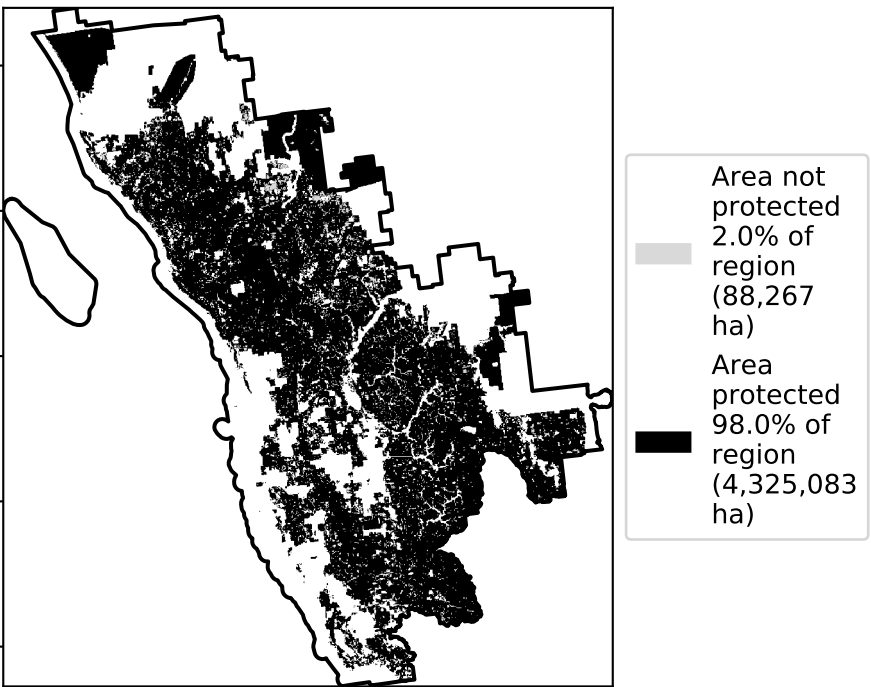 Area not
protected
2.0% of
region
(88,267
ha)
Area
protected
98.0% of
region
(4,325,083
ha)